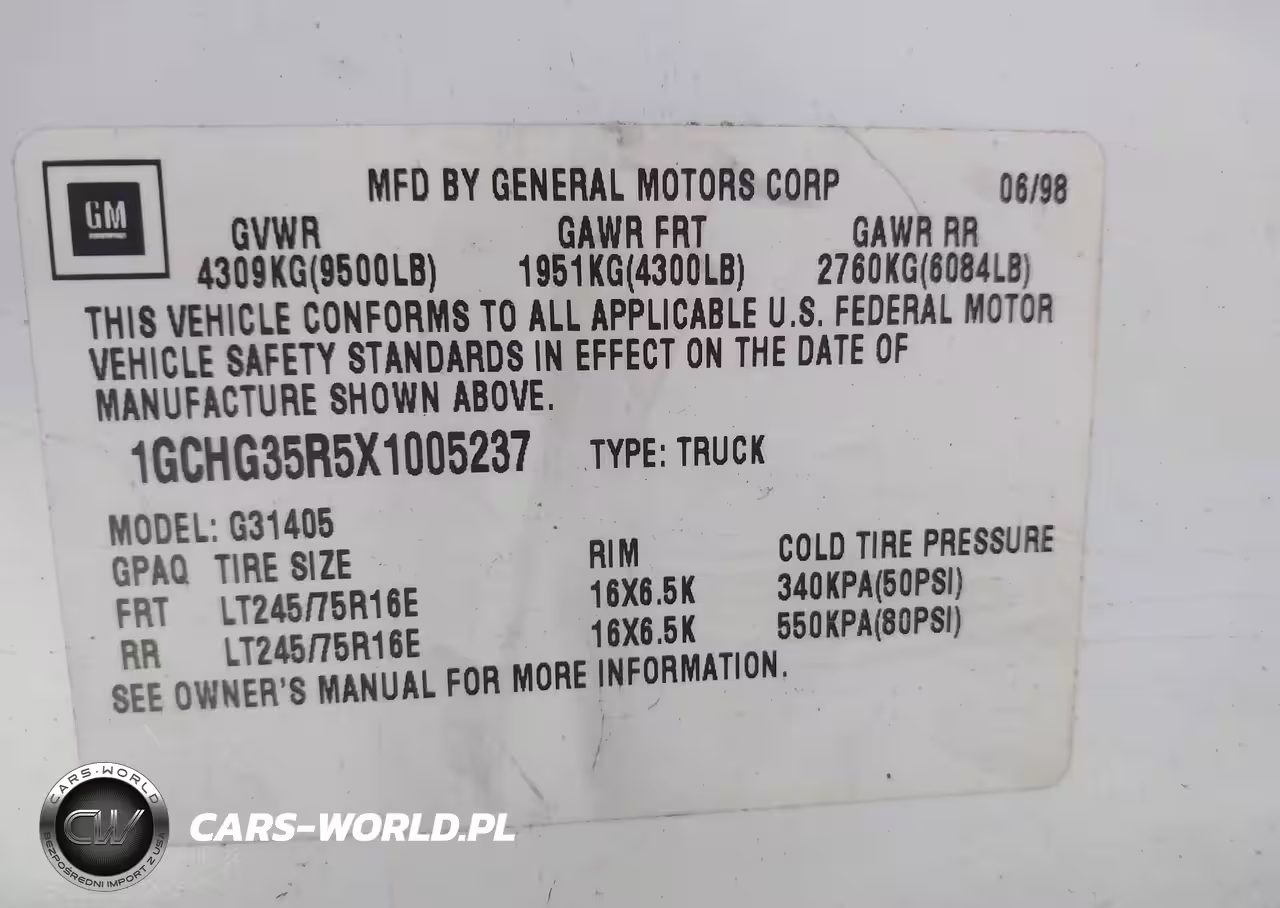 GM
MFD BY GENERAL MOTORS CORP 06/98
GVWR GAWR FRT GAWR RR
4309KG(9500LB) 1951KG(4300LB) 2760KG(6084LB)
THIS VEHICLE CONFORMS TO ALL APPLICABLE U.S. FEDERAL MOTOR
VEHICLE SAFETY STANDARDS IN EFFECT ON THE DATE OF
MANUFACTURE SHOWN ABOVE.
1GCHG35R5X1005237 TYPE: TRUCK
MODEL: G31405
GPAQ TIRE SIZE RIM COLD TIRE PRESSURE
FRT LT245/75R16E 16X6.5K 340KPA(50PSI)
RR LT245/75R16E 16X6.5K 550KPA(80PSI)
SEE OWNER'S MANUAL FOR MORE INFORMATION.
CARS-WORLD
CW
BEZPOŚREDNI IMPORT Z USA
CARS-WORLD.PL